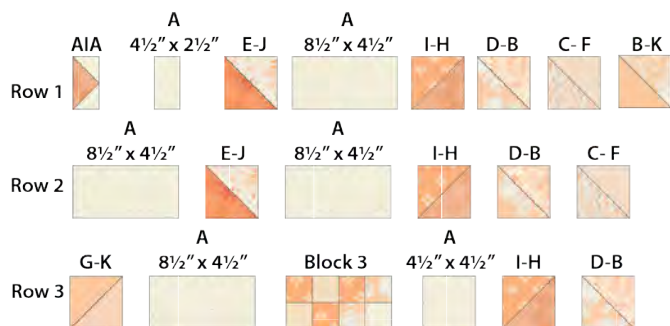 A A
AIA 4½” x 2½” E-J 8½” x 4½” I-H D-B C- F B-K
Row 1
A A
8½” x 4½” E-J 8½” x 4½” I-H D-B C- F
Row 2
A A
G-K 8½” x 4½” Block 3 4½” x 4½” I-H D-B
Row 3